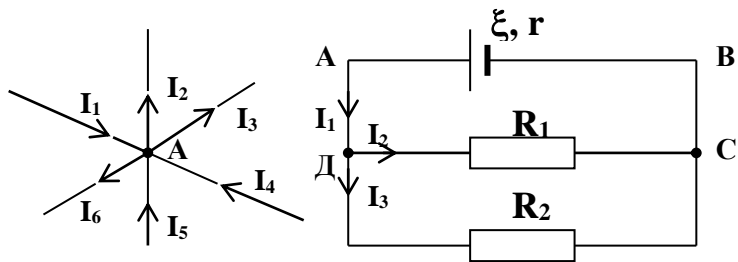 I₁
I₂
I₃
A
I₄
I₅
I₆
ξ, r
А
В
I₁
I₂
R₁
Д
С
I₃
R₂